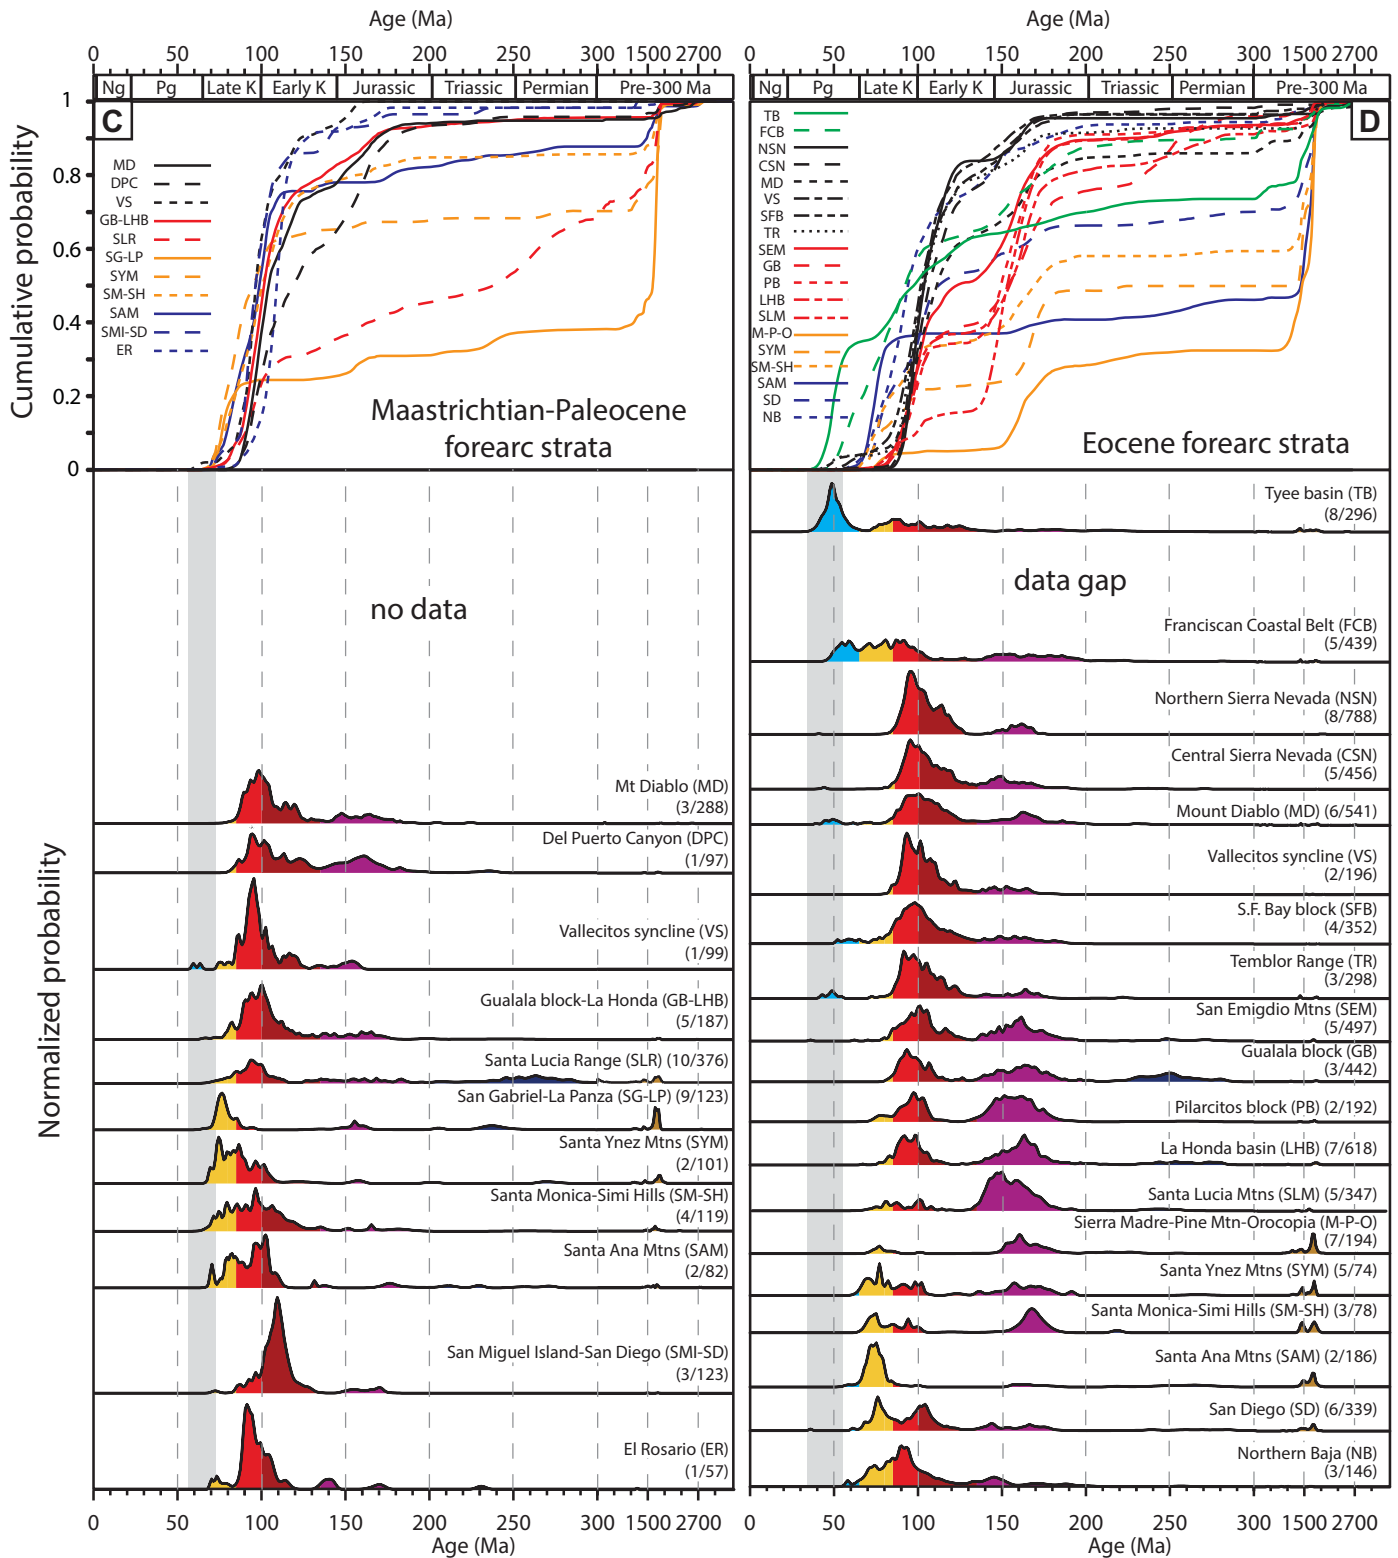 Age (Ma)
0 50 100 150 200 250 300 1500 2700
Ng Pg Late K Early K Jurassic Triassic Permian Pre-300 Ma
C
Cumulative probability
1
0.8
0.6
0.4
0.2
0
MD
DPC
VS
GB-LHB
SLR
SG-LP
SYM
SM-SH
SAM
SMI-SD
ER
Maastrichtian-Paleocene
forearc strata
no data
Normalized probability
Mt Diablo (MD)
(3/288)
Del Puerto Canyon (DPC)
(1/97)
Vallecitos syncline (VS)
(1/99)
Gualala block-La Honda (GB-LHB)
(5/187)
Santa Lucia Range (SLR) (10/376)
San Gabriel-La Panza (SG-LP) (9/123)
Santa Ynez Mtns (SYM)
(2/101)
Santa Monica-Simi Hills (SM-SH)
(4/119)
Santa Ana Mtns (SAM)
(2/82)
San Miguel Island-San Diego (SMI-SD)
(3/123)
El Rosario (ER)
(1/57)
0 50 100 150 200 250 300 1500 2700
Age (Ma)
Age (Ma)
0 50 100 150 200 250 300 1500 2700
Ng Pg Late K Early K Jurassic Triassic Permian Pre-300 Ma
D
TB
FCB
NSN
CSN
MD
VS
SFB
TR
SEM
GB
PB
LHB
SLM
M-P-O
SYM
SM-SH
SAM
SD
NB
Eocene forearc strata
Tyee basin (TB)
(8/296)
data gap
Franciscan Coastal Belt (FCB)
(5/439)
Northern Sierra Nevada (NSN)
(8/788)
Central Sierra Nevada (CSN)
(5/456)
Mount Diablo (MD) (6/541)
Vallecitos syncline (VS)
(2/196)
S.F. Bay block (SFB)
(4/352)
Temblor Range (TR)
(3/298)
San Emigdio Mtns (SEM)
(5/497)
Gualala block (GB)
(3/442)
Pilarcitos block (PB) (2/192)
La Honda basin (LHB) (7/618)
Santa Lucia Mtns (SLM) (5/347)
Sierra Madre-Pine Mtn-Orocopia (M-P-O)
(7/194)
Santa Ynez Mtns (SYM) (5/74)
Santa Monica-Simi Hills (SM-SH) (3/78)
Santa Ana Mtns (SAM) (2/186)
San Diego (SD) (6/339)
Northern Baja (NB)
(3/146)
0 50 100 150 200 250 300 1500 2700
Age (Ma)